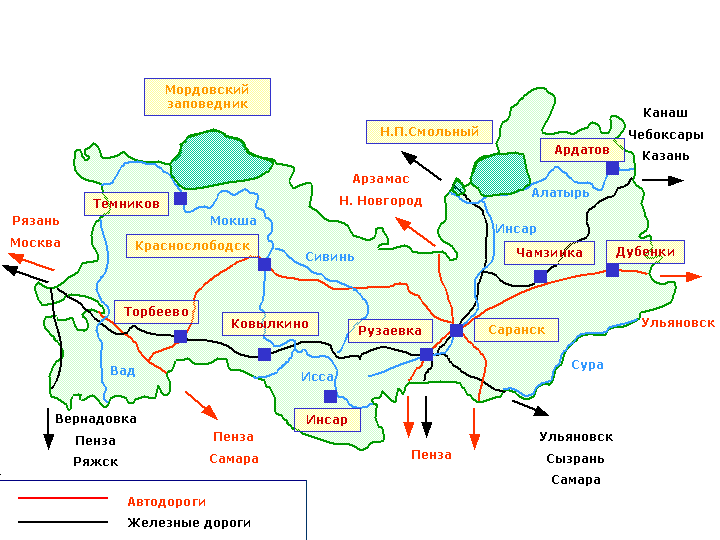 Мордовский
заповедник
Н.П.Смольный
Канаш
Чебоксары
Казань
Ардатов
Арзамас
Н. Новгород
Алатырь
Темников
Рязань
Москва
Мокша
Инсар
Краснослободск
Сивинь
Чамзинка
Дубенки
Торбеево
Ковылкино
Рузаевка
Саранск
Ульяновск
Вад
Исса
Сура
Вернадовка
Пенза
Ряжск
Пенза
Самара
Инсар
Пенза
Ульяновск
Сызрань
Самара
Автодороги
Железные дороги